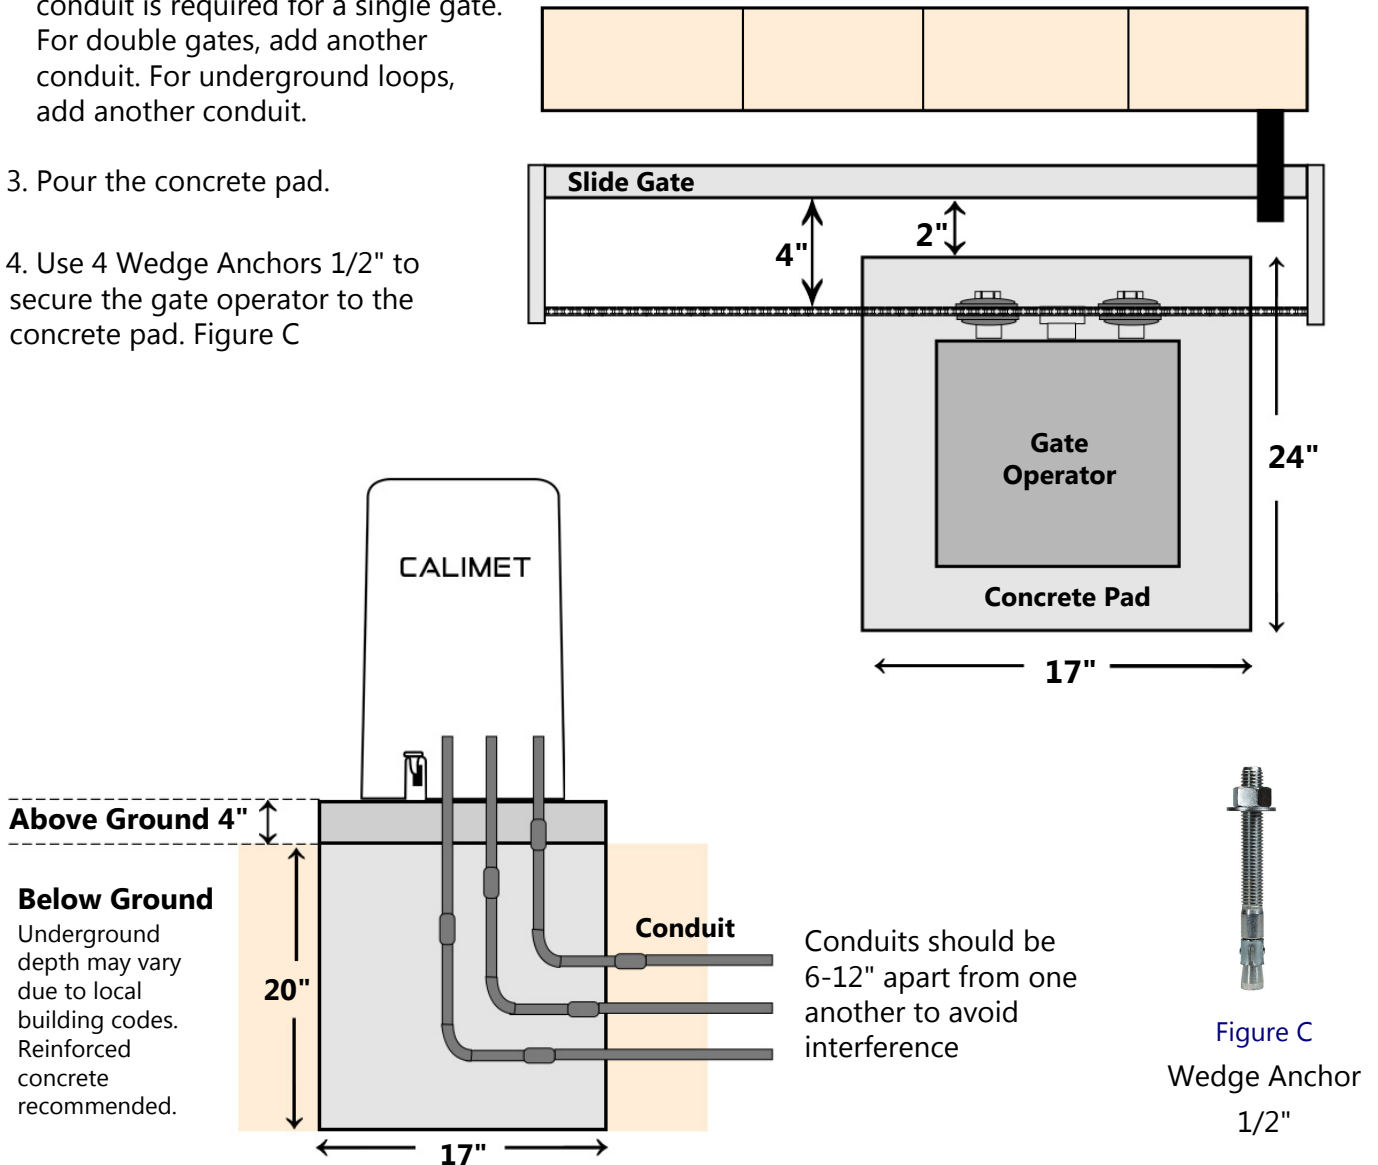 conduit is required for a single gate.
For double gates, add another
conduit. For underground loops,
add another conduit.
3. Pour the concrete pad.
4. Use 4 Wedge Anchors 1/2" to
secure the gate operator to the
concrete pad. Figure C
Slide Gate
4"
2"
Gate
Operator
24"
Concrete Pad
17"
CALIMET
Above Ground 4"
Below Ground
Underground
depth may vary
due to local
building codes.
Reinforced
concrete
recommended.
20"
Conduit
17"
Conduits should be
6-12" apart from one
another to avoid
interference
Figure C
Wedge Anchor
1/2"